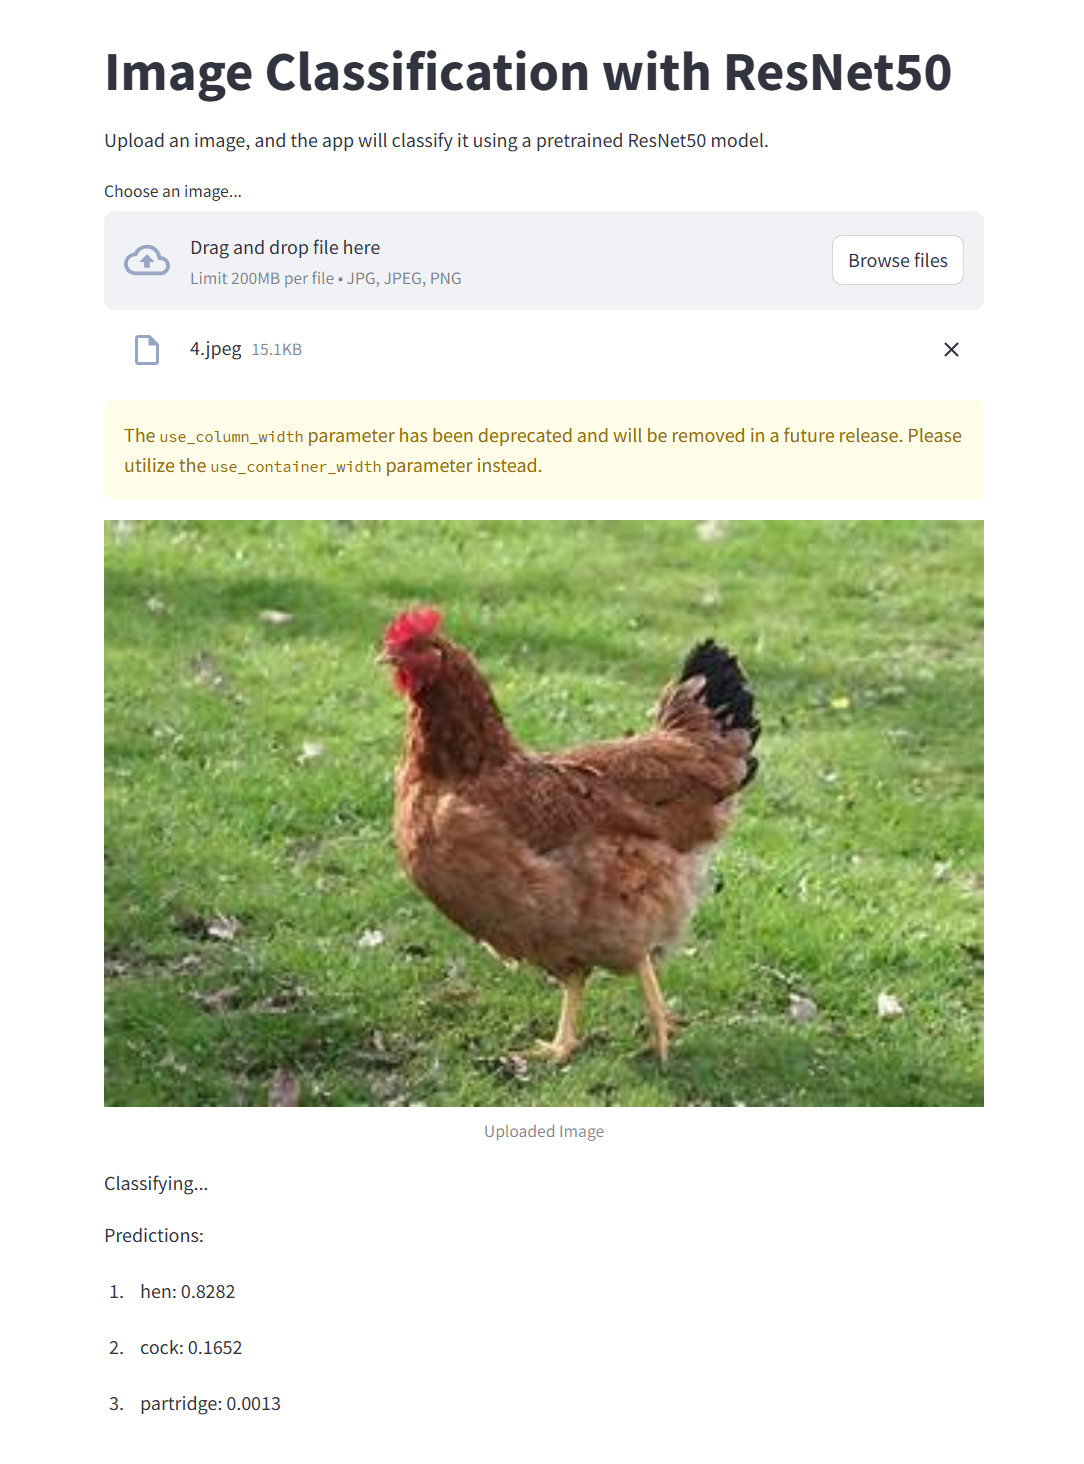 Image Classification with ResNet50
Upload an image, and the app will classify it using a pretrained ResNet50 model.
Choose an image...
Drag and drop file here
Limit 200MB per file • JPG, JPEG, PNG
Browse files
4.jpeg 15.1KB
The use_column_width parameter has been deprecated and will be removed in a future release. Please
utilize the use_container_width parameter instead.
Uploaded Image
Classifying...
Predictions:
1. hen: 0.8282
2. cock: 0.1652
3. partridge: 0.0013